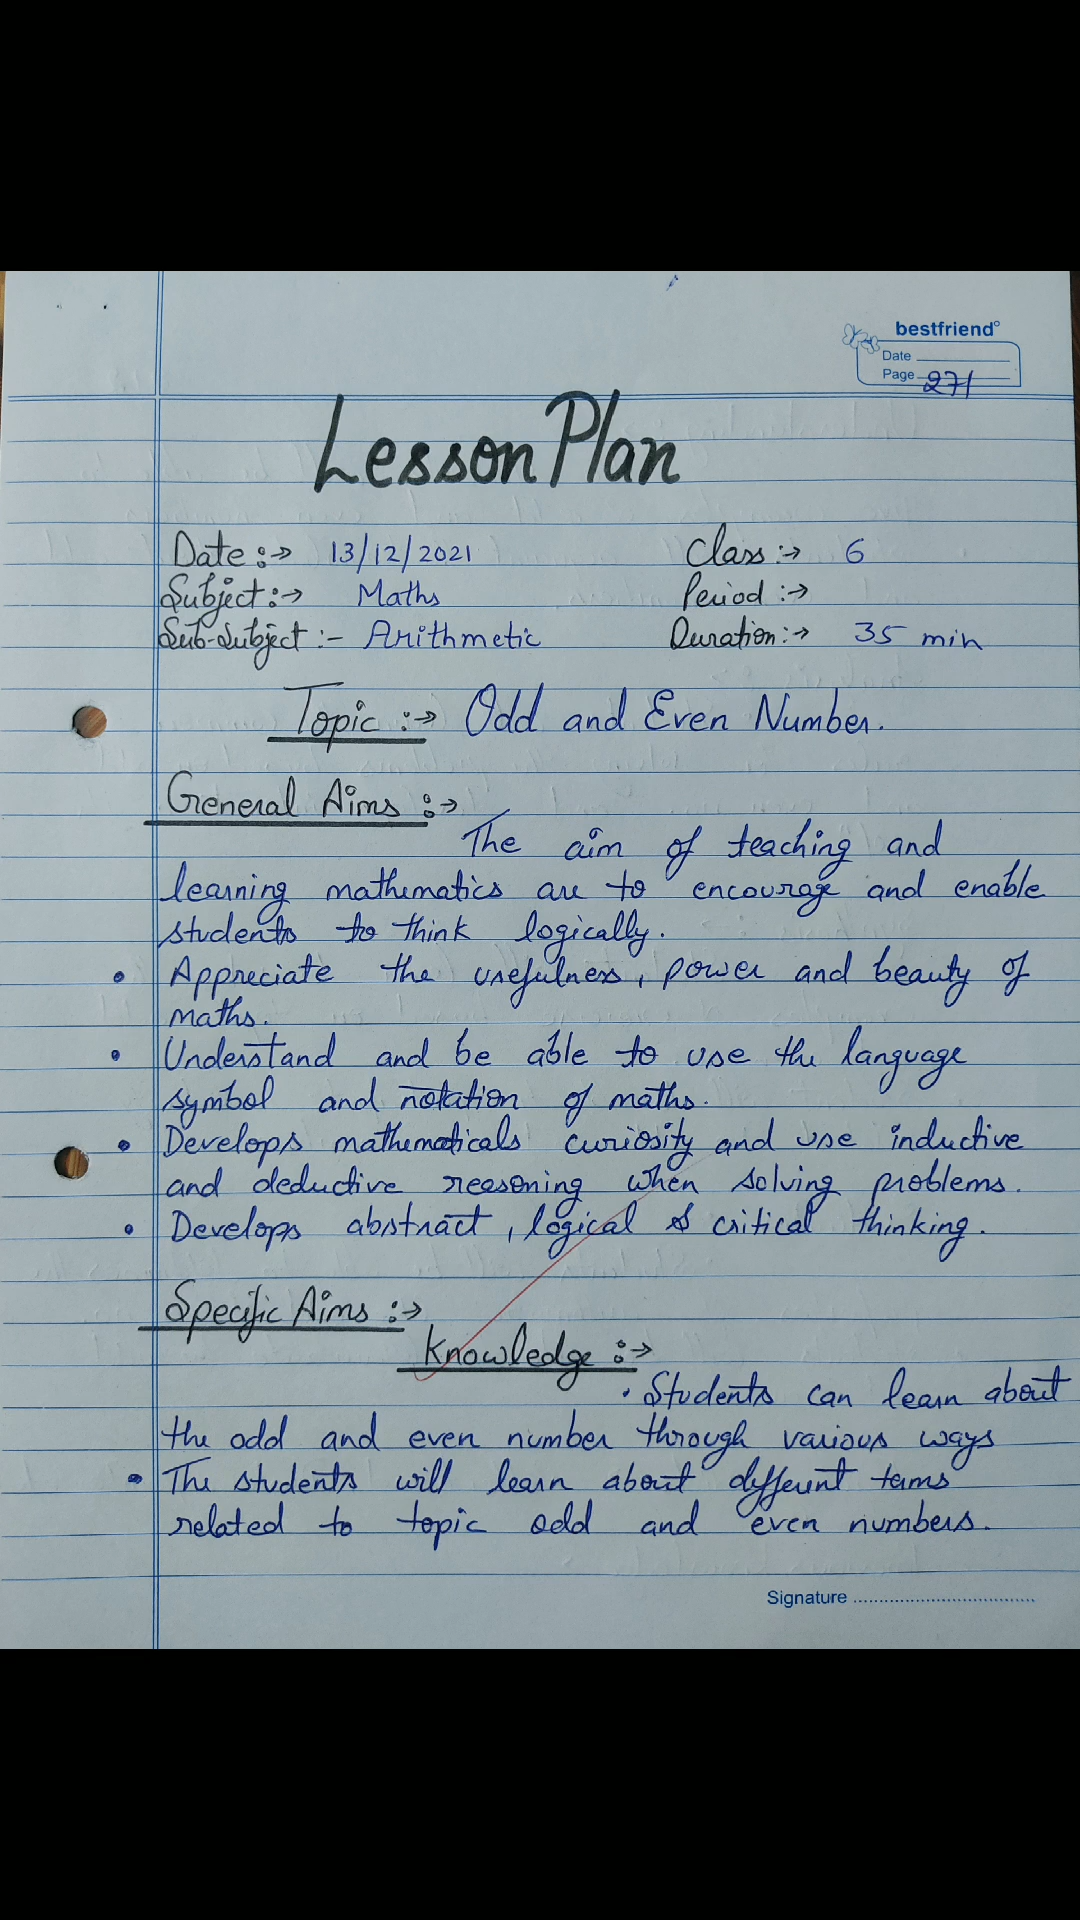 bestfriend
Date
Page 271
Lesson Plan
Date :→ 13/12/2021 Class :→ 6
Subject :→ Maths Period :→
Sub-Subject :- Arithmetic Duration :→ 35 min
Topic :→ Odd and Even Number.
General Aims :→
The aim of teaching and
learning mathematics are to encourage and enable
students to think logically.
• Appreciate the usefulness, power and beauty of
maths.
• Understand and be able to use the language
symbol and notation of maths.
• Develops mathematicals curiosity and use inductive
and deductive reasoning when solving problems.
• Develops abstract, logical & critical thinking.
Specific Aims :→
Knowledge :→
• Students can learn about
the odd and even number through various ways
• The students will learn about different tams
related to topic odd and even numbers.
Signature